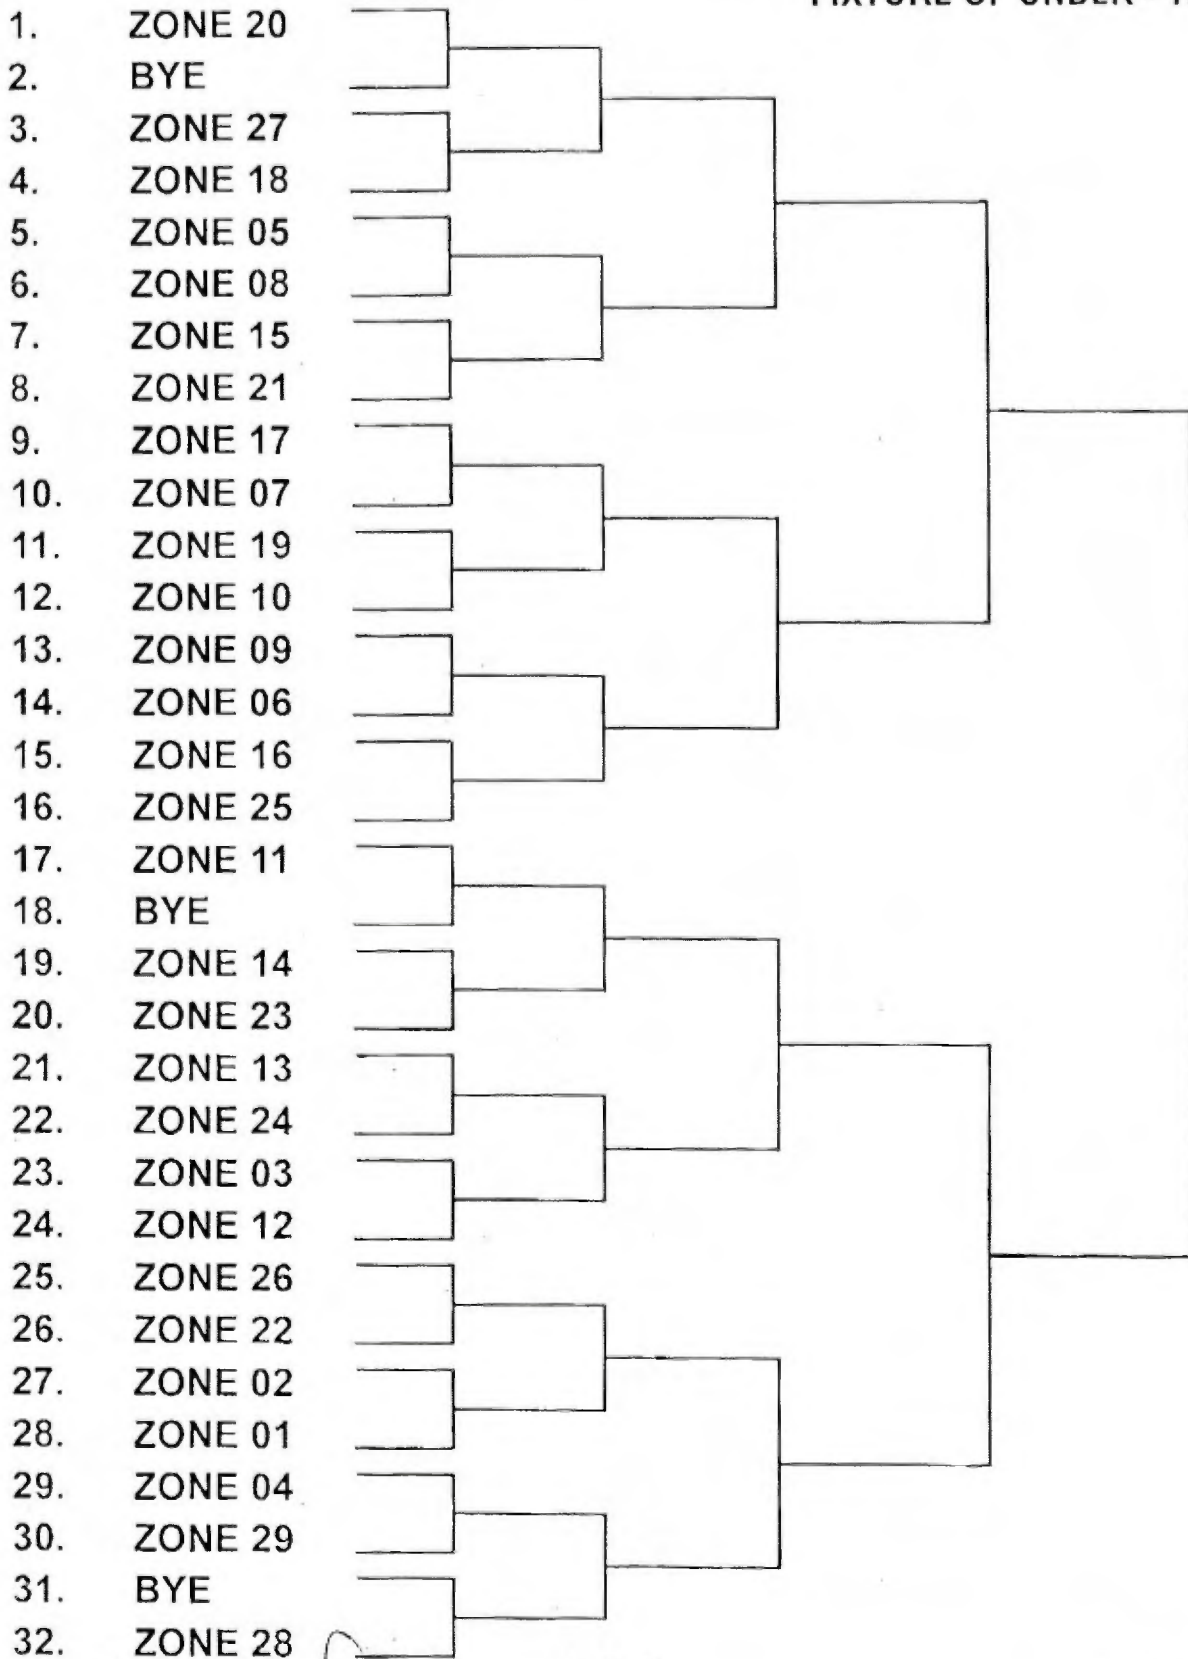 FIXTURE OF UNDER - 1
1. ZONE 20
2. BYE
3. ZONE 27
4. ZONE 18
5. ZONE 05
6. ZONE 08
7. ZONE 15
8. ZONE 21
9. ZONE 17
10. ZONE 07
11. ZONE 19
12. ZONE 10
13. ZONE 09
14. ZONE 06
15. ZONE 16
16. ZONE 25
17. ZONE 11
18. BYE
19. ZONE 14
20. ZONE 23
21. ZONE 13
22. ZONE 24
23. ZONE 03
24. ZONE 12
25. ZONE 26
26. ZONE 22
27. ZONE 02
28. ZONE 01
29. ZONE 04
30. ZONE 29
31. BYE
32. ZONE 28